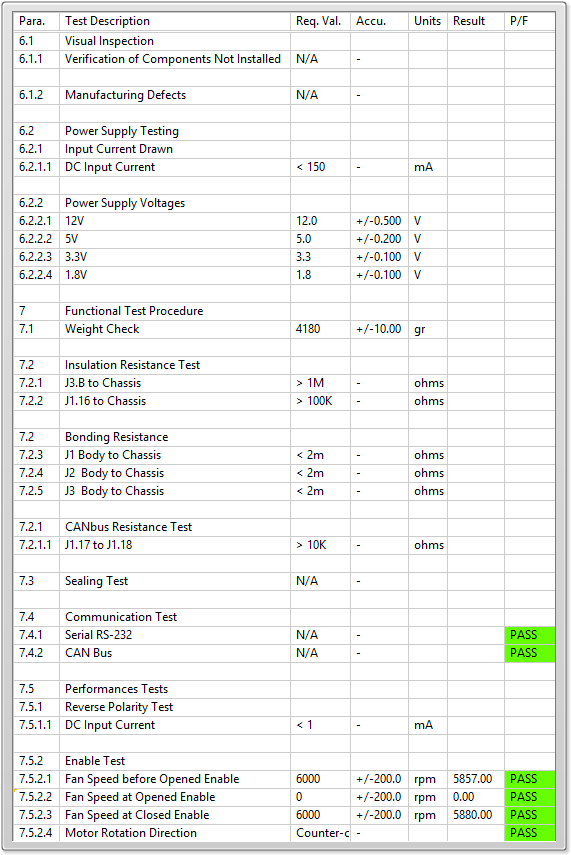 Para. Test Description Req. Val. Accu. Units Result P/F
6.1 Visual Inspection
6.1.1 Verification of Components Not Installed N/A -
6.1.2 Manufacturing Defects N/A -
6.2 Power Supply Testing
6.2.1 Input Current Drawn
6.2.1.1 DC Input Current < 150 - mA
6.2.2 Power Supply Voltages
6.2.2.1 12V 12.0 +/-0.500 V
6.2.2.2 5V 5.0 +/-0.200 V
6.2.2.3 3.3V 3.3 +/-0.100 V
6.2.2.4 1.8V 1.8 +/-0.100 V
7 Functional Test Procedure
7.1 Weight Check 4180 +/-10.00 gr
7.2 Insulation Resistance Test
7.2.1 J3.B to Chassis > 1M - ohms
7.2.2 J1.16 to Chassis > 100K - ohms
7.2 Bonding Resistance
7.2.3 J1 Body to Chassis < 2m - ohms
7.2.4 J2 Body to Chassis < 2m - ohms
7.2.5 J3 Body to Chassis < 2m - ohms
7.2.1 CANbus Resistance Test
7.2.1.1 J1.17 to J1.18 > 10K - ohms
7.3 Sealing Test N/A -
7.4 Communication Test
7.4.1 Serial RS-232 N/A - PASS
7.4.2 CAN Bus N/A - PASS
7.5 Performances Tests
7.5.1 Reverse Polarity Test
7.5.1.1 DC Input Current < 1 - mA
7.5.2 Enable Test
7.5.2.1 Fan Speed before Opened Enable 6000 +/-200.0 rpm 5857.00 PASS
7.5.2.2 Fan Speed at Opened Enable 0 +/-200.0 rpm 0.00 PASS
7.5.2.3 Fan Speed at Closed Enable 6000 +/-200.0 rpm 5880.00 PASS
7.5.2.4 Motor Rotation Direction Counter-c - PASS